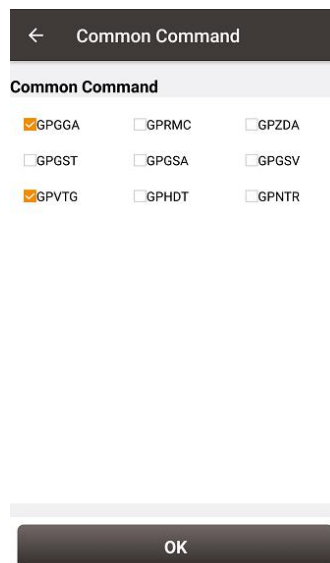 Common Command
Common Command
GPGGA GPRMC GPZDA
GPGST GPGSA GPGSV
GPVTG GPHDT GPNTR
OK